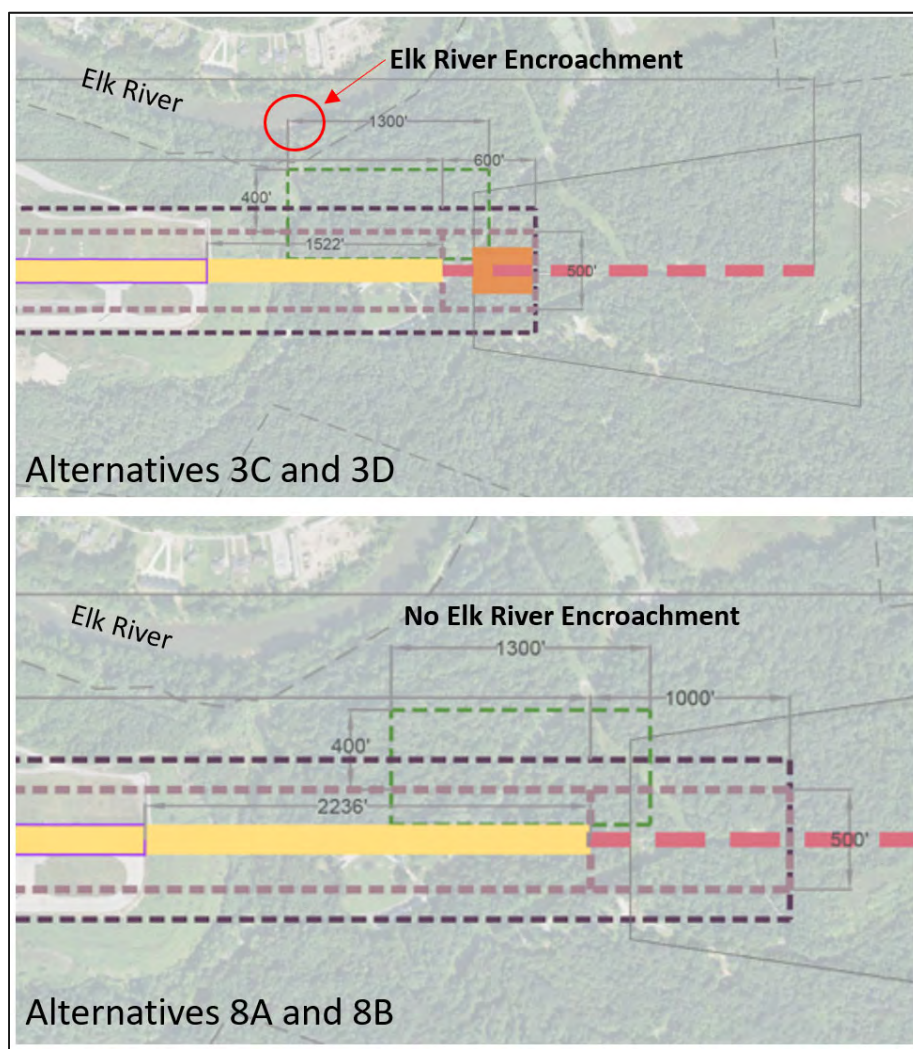 Elk River Encroachment
Elk River
1300'
600'
400'
1522'
500'
Alternatives 3C and 3D
Elk River
No Elk River Encroachment
1300'
1000'
400'
2236'
500'
Alternatives 8A and 8B